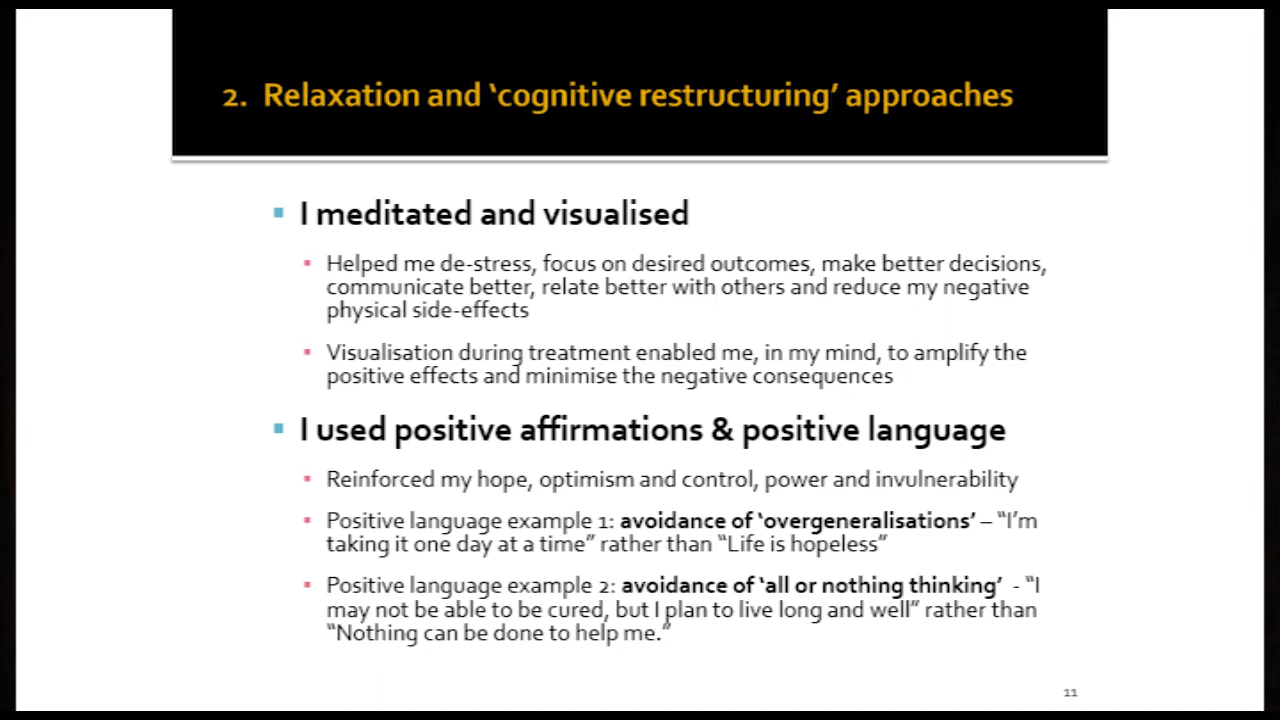 2. Relaxation and ‘cognitive restructuring’ approaches
I meditated and visualised
Helped me de-stress, focus on desired outcomes, make better decisions,
communicate better, relate better with others and reduce my negative
physical side-effects
Visualisation during treatment enabled me, in my mind, to amplify the
positive effects and minimise the negative consequences
I used positive affirmations & positive language
Reinforced my hope, optimism and control, power and invulnerability
Positive language example 1: avoidance of ‘overgeneralisations’ – “I’m
taking it one day at a time” rather than “Life is hopeless”
Positive language example 2: avoidance of ‘all or nothing thinking’ - “I
may not be able to be cured, but I plan to live long and well” rather than
“Nothing can be done to help me.”
11